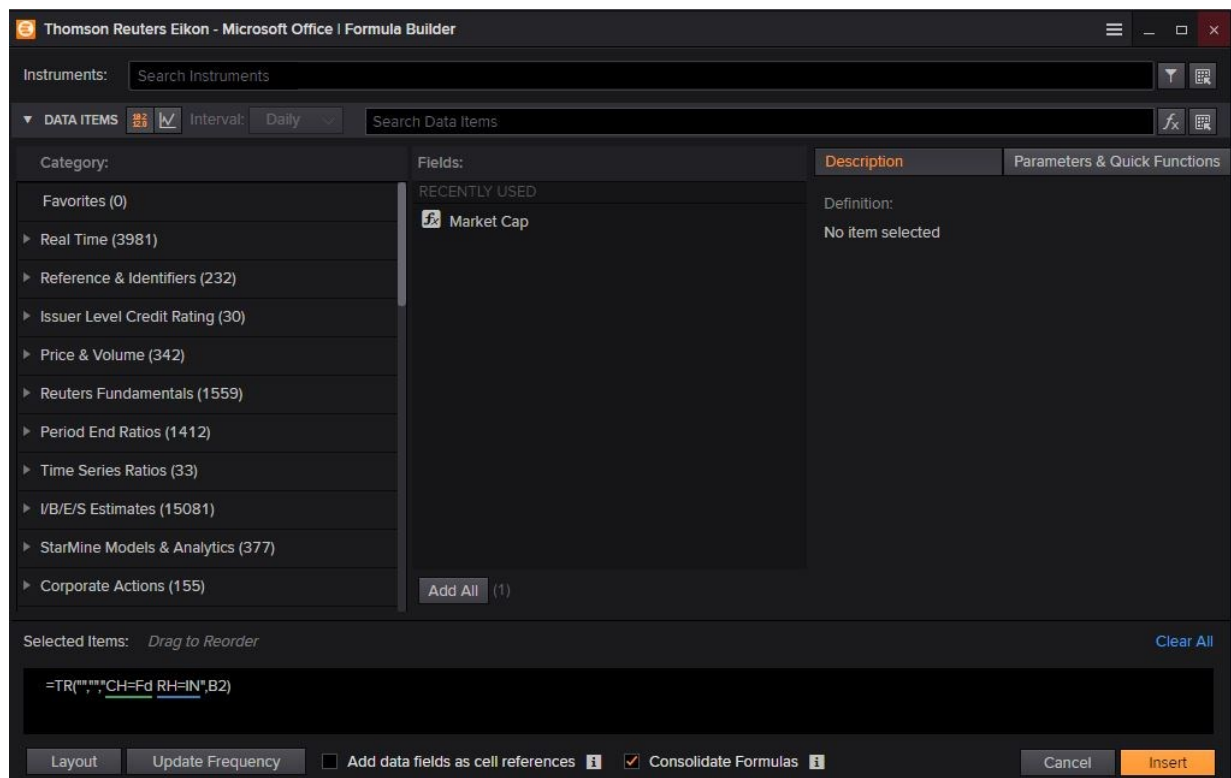 Thomson Reuters Eikon - Microsoft Office | Formula Builder
Instruments: Search Instruments
DATA ITEMS Interval: Daily Search Data Items fx
Category: Fields: Description Parameters & Quick Functions
Favorites (0)
RECENTLY USED
fx Market Cap
Definition:
No item selected
Real Time (3981)
Reference & Identifiers (232)
Issuer Level Credit Rating (30)
Price & Volume (342)
Reuters Fundamentals (1559)
Period End Ratios (1412)
Time Series Ratios (33)
I/B/E/S Estimates (15081)
StarMine Models & Analytics (377)
Corporate Actions (155)
Add All (1)
Selected Items: Drag to Reorder Clear All
=TR("","","CH=Fd RH=IN",B2)
Layout Update Frequency Add data fields as cell references i Consolidate Formulas i Cancel Insert